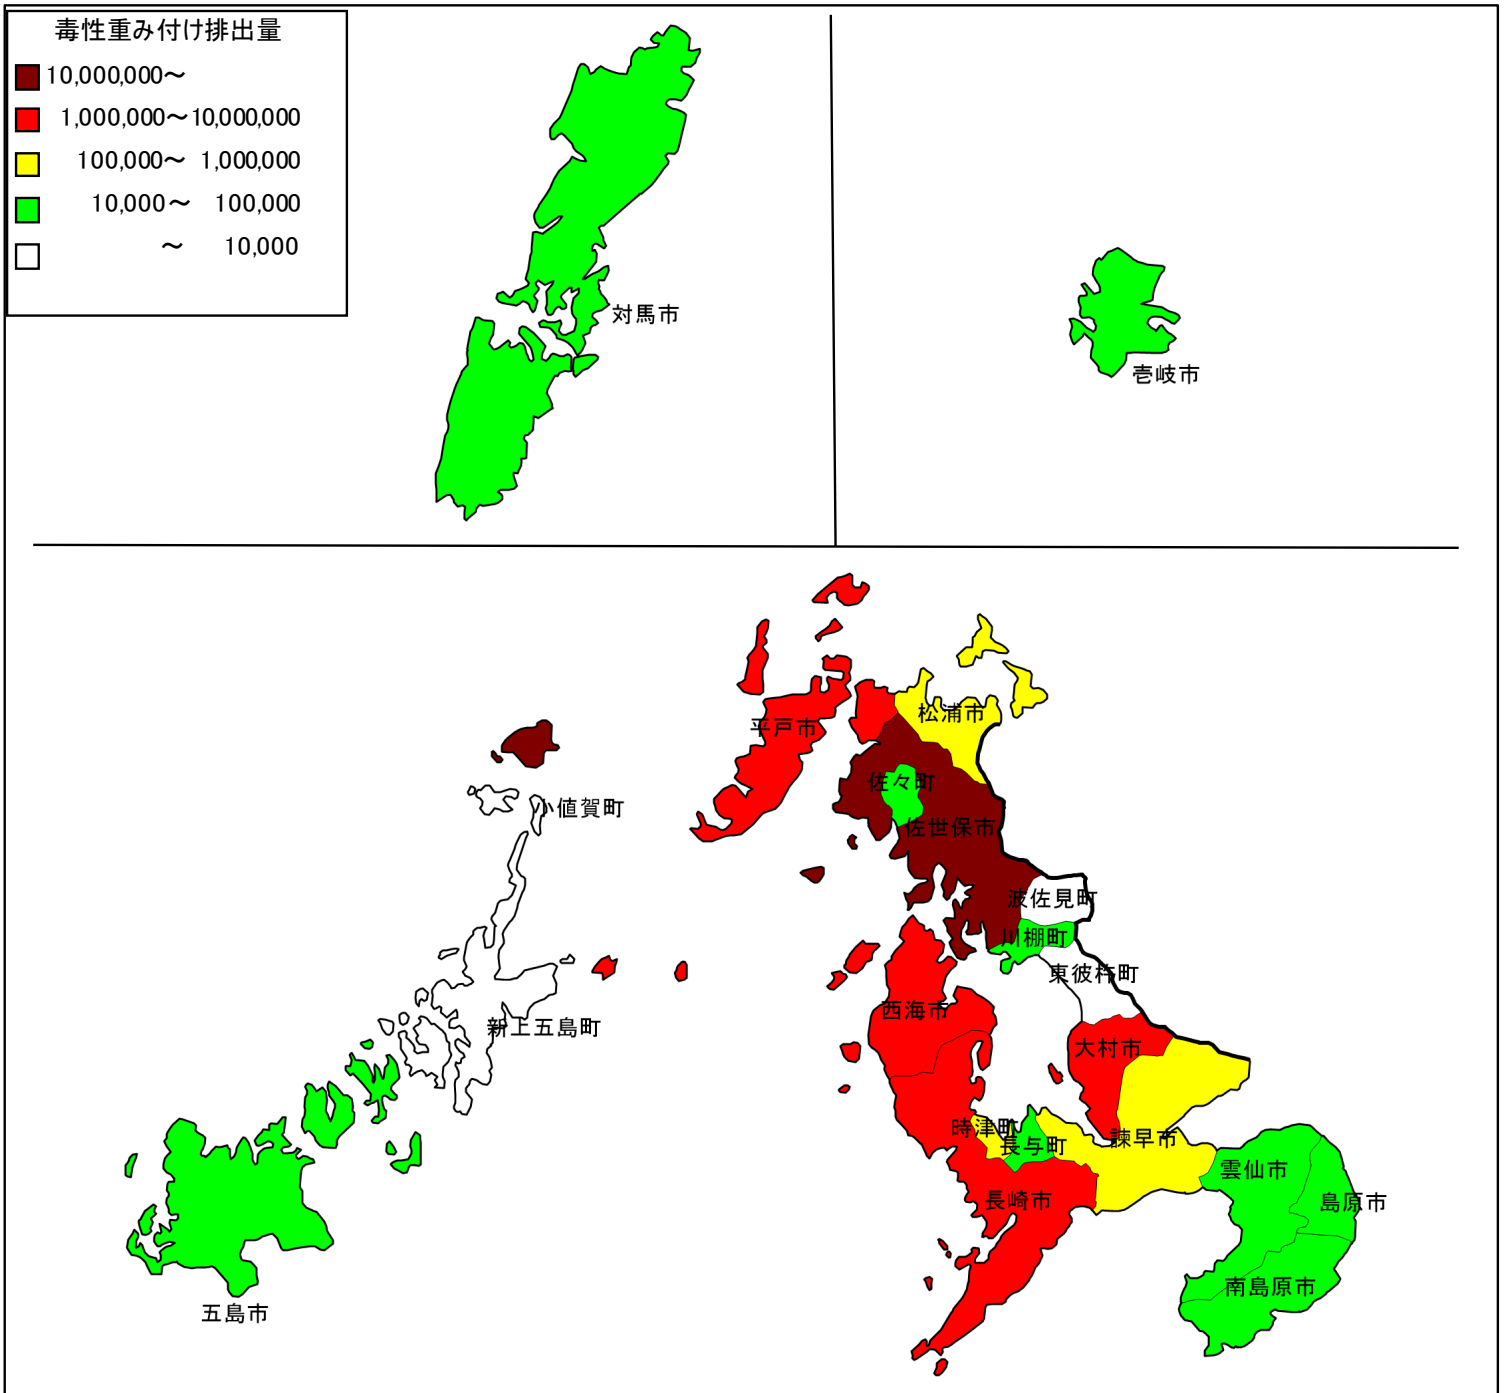 毒性重み付け排出量
10,000,000～
1,000,000～10,000,000
100,000～ 1,000,000
10,000～ 100,000
～ 10,000
対馬市
壱岐市
松浦市
平戸市
佐々町
小値賀町
佐世保市
波佐見町
川棚町
東彼杵町
西海市
新上五島町
大村市
時津町
長与町
諫早市
雲仙市
長崎市
島原市
南島原市
五島市